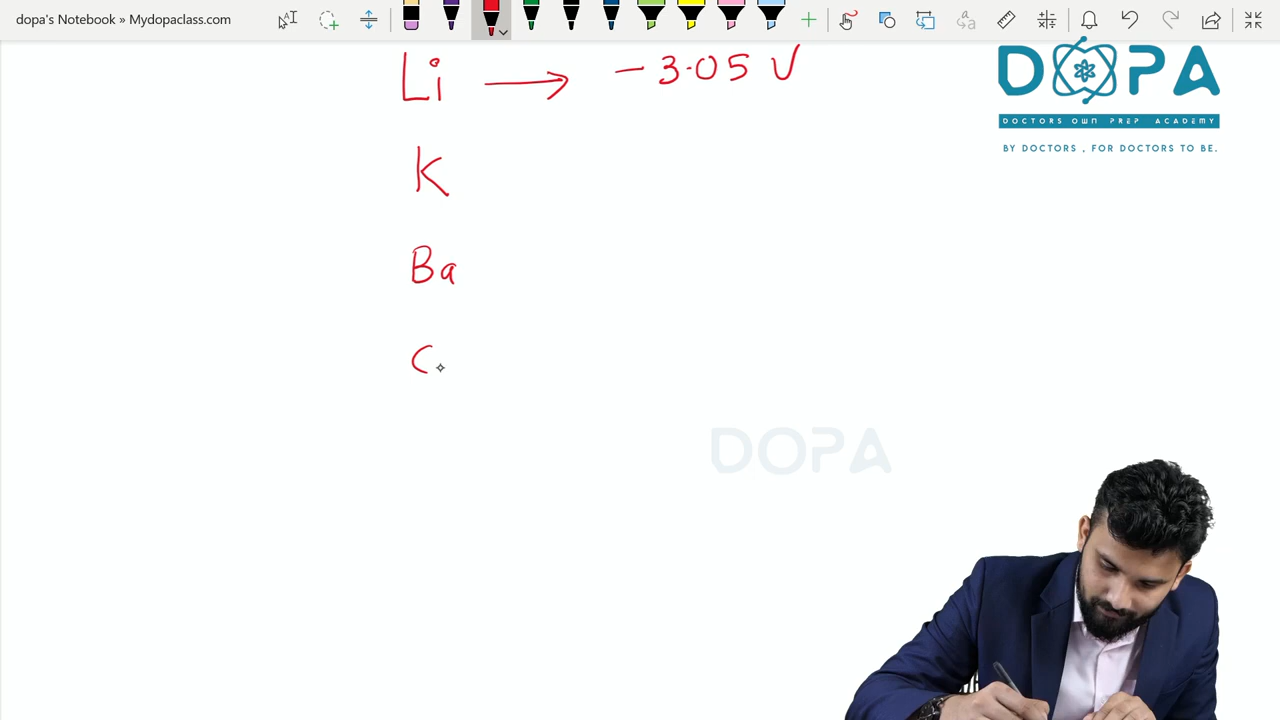 dopa's Notebook » Mydopaclass.com
Li → -3.05 V
DOPA
DOCTORS OWN PREP ACADEMY
BY DOCTORS , FOR DOCTORS TO BE.
K
Ba
C
DOPA